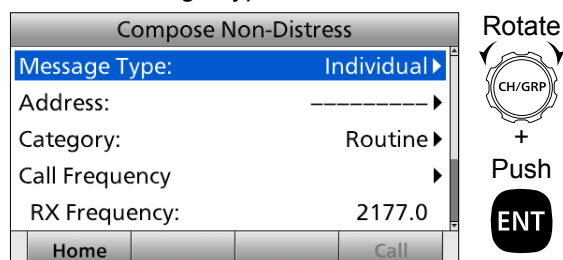 Compose Non-Distress
Message Type: Individual
Address: –––––––––
Category: Routine
Call Frequency
RX Frequency: 2177.0
Home Call
Rotate
CH/GRP
+
Push
ENT